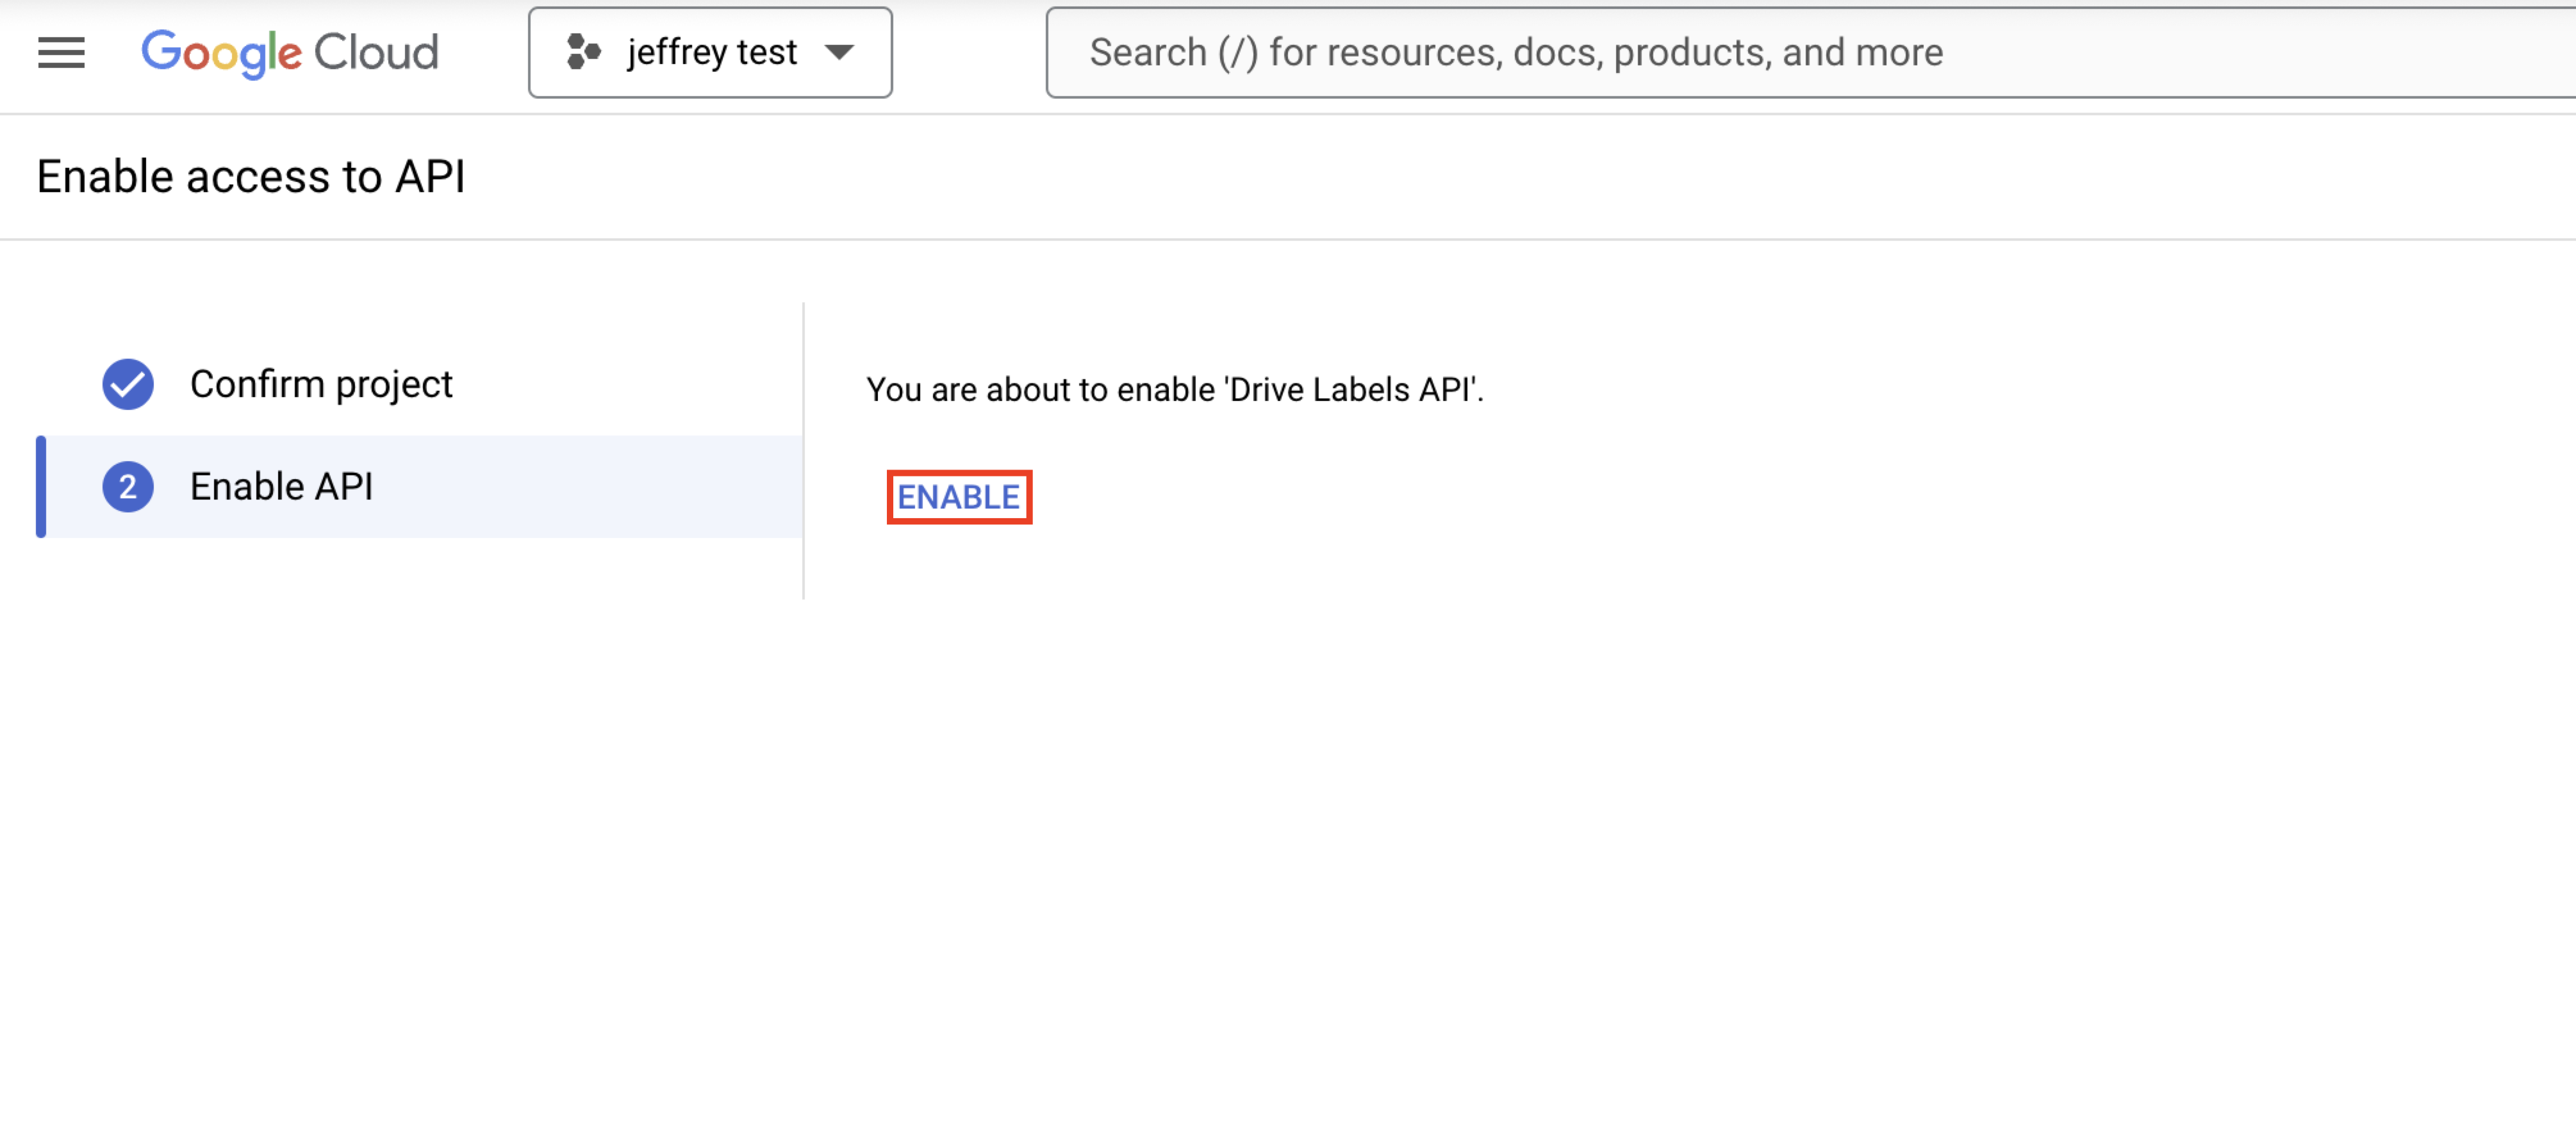 Google Cloud
jeffrey test
Search (/) for resources, docs, products, and more
Enable access to API
Confirm project
2 Enable API
You are about to enable 'Drive Labels API'.
ENABLE